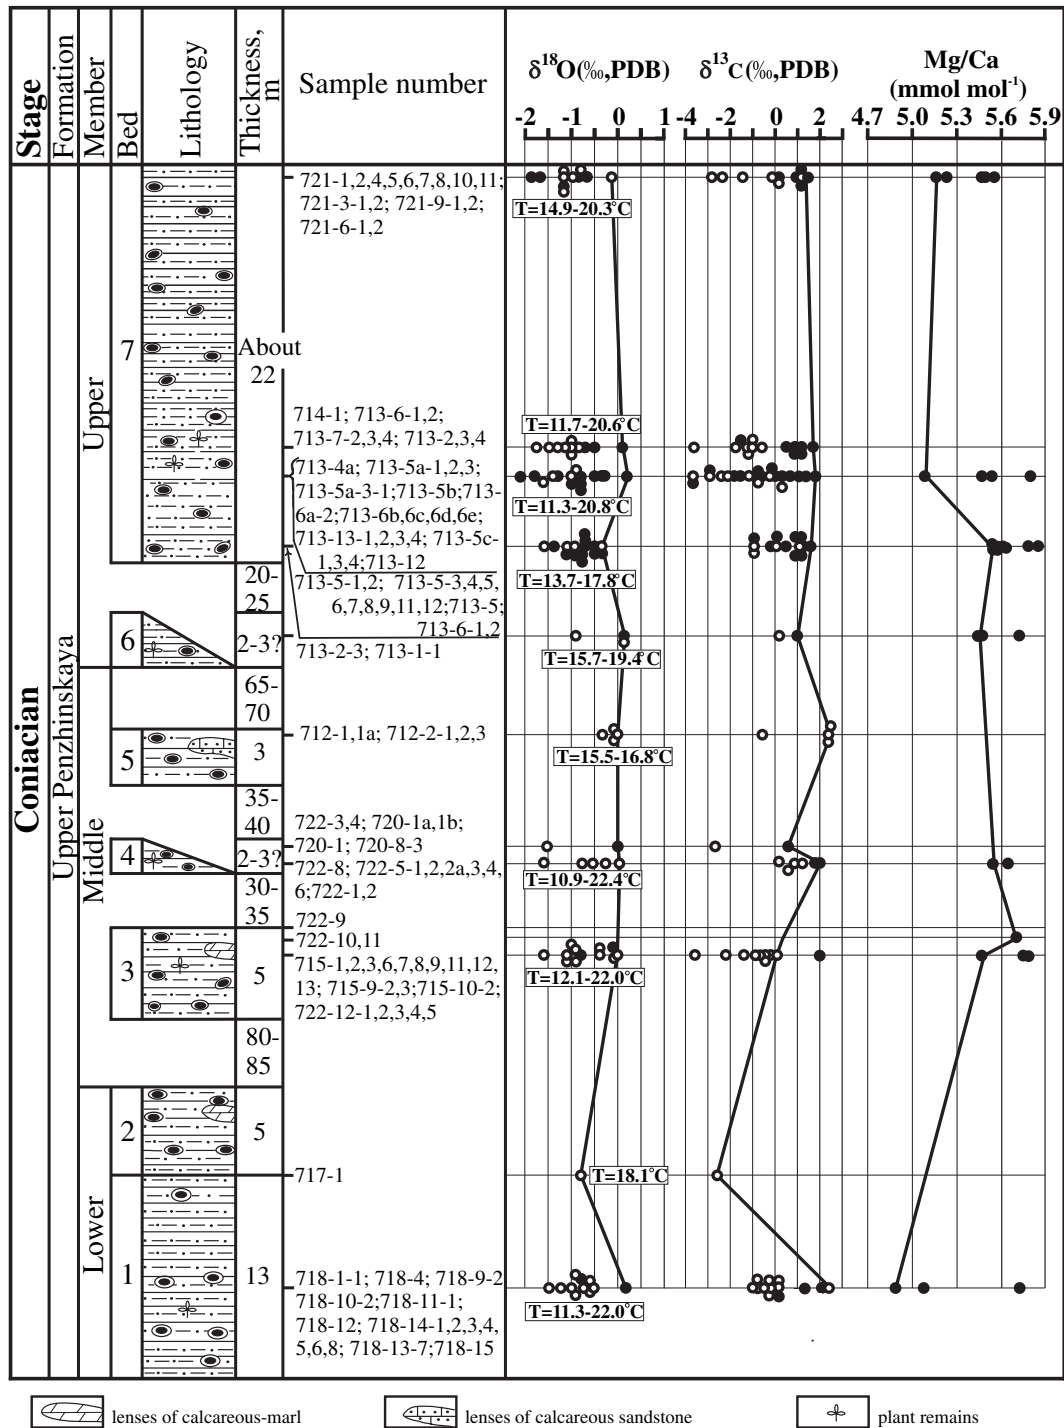 Stage
Formation
Member
Bed
Lithology
Thickness, m
Sample number
δ18O(‰,PDB)
-2 -1 0 1
δ13C(‰,PDB)
-4 -2 0 2
Mg/Ca
(mmol mol-1)
4.7 5.0 5.3 5.6 5.9
Coniacian
Upper Penzhinskaya
Upper
Middle
Lower
7
About
22
721-1,2,4,5,6,7,8,10,11;
721-3-1,2; 721-9-1,2;
721-6-1,2
T=14.9-20.3°C
714-1; 713-6-1,2;
713-7-2,3,4; 713-2,3,4
T=11.7-20.6°C
713-4a; 713-5a-1,2,3;
713-5a-3-1;713-5b;713-
6a-2;713-6b,6c,6d,6e;
713-13-1,2,3,4; 713-5c-
1,3,4;713-12
T=11.3-20.8°C
20-
25
713-5-1,2; 713-5-3,4,5,
6,7,8,9,11,12;713-5;
713-6-1,2
T=13.7-17.8°C
6
2-3?
713-2-3; 713-1-1
T=15.7-19.4°C
65-
70
5
3
712-1,1a; 712-2-1,2,3
T=15.5-16.8°C
35-
40
4
2-3?
722-3,4; 720-1a,1b;
720-1; 720-8-3
722-8; 722-5-1,2,2a,3,4,
6;722-1,2
T=10.9-22.4°C
30-
35
722-9
722-10,11
3
5
715-1,2,3,6,7,8,9,11,12,
13; 715-9-2,3;715-10-2;
722-12-1,2,3,4,5
T=12.1-22.0°C
80-
85
2
5
717-1
T=18.1°C
1
13
718-1-1; 718-4; 718-9-2
718-10-2;718-11-1;
718-12; 718-14-1,2,3,4,
5,6,8; 718-13-7;718-15
T=11.3-22.0°C
lenses of calcareous-marl
lenses of calcareous sandstone
plant remains